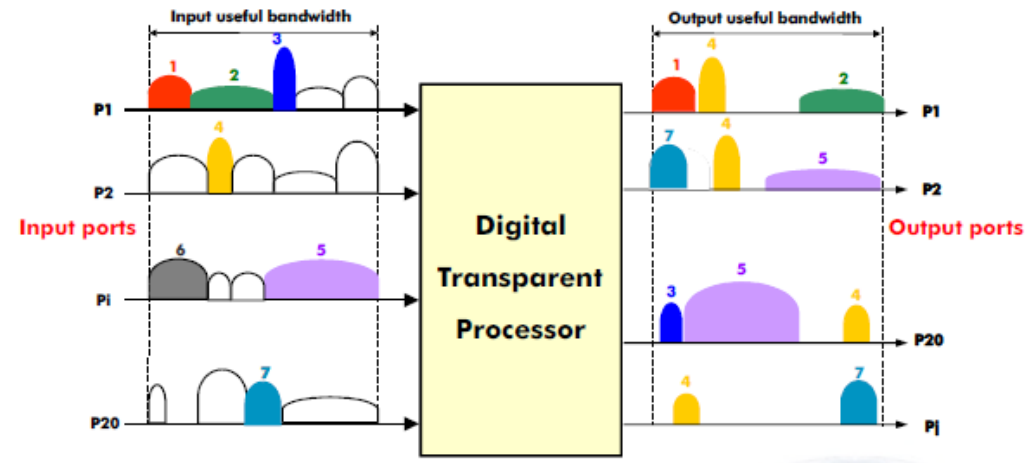 Input useful bandwidth
Output useful bandwidth
1
2
3
P1
1
4
2
P1
4
P2
7
4
5
P2
Input ports
Digital
Transparent
Processor
Output ports
6
5
Pi
3
5
4
P20
7
P20
4
7
Pj